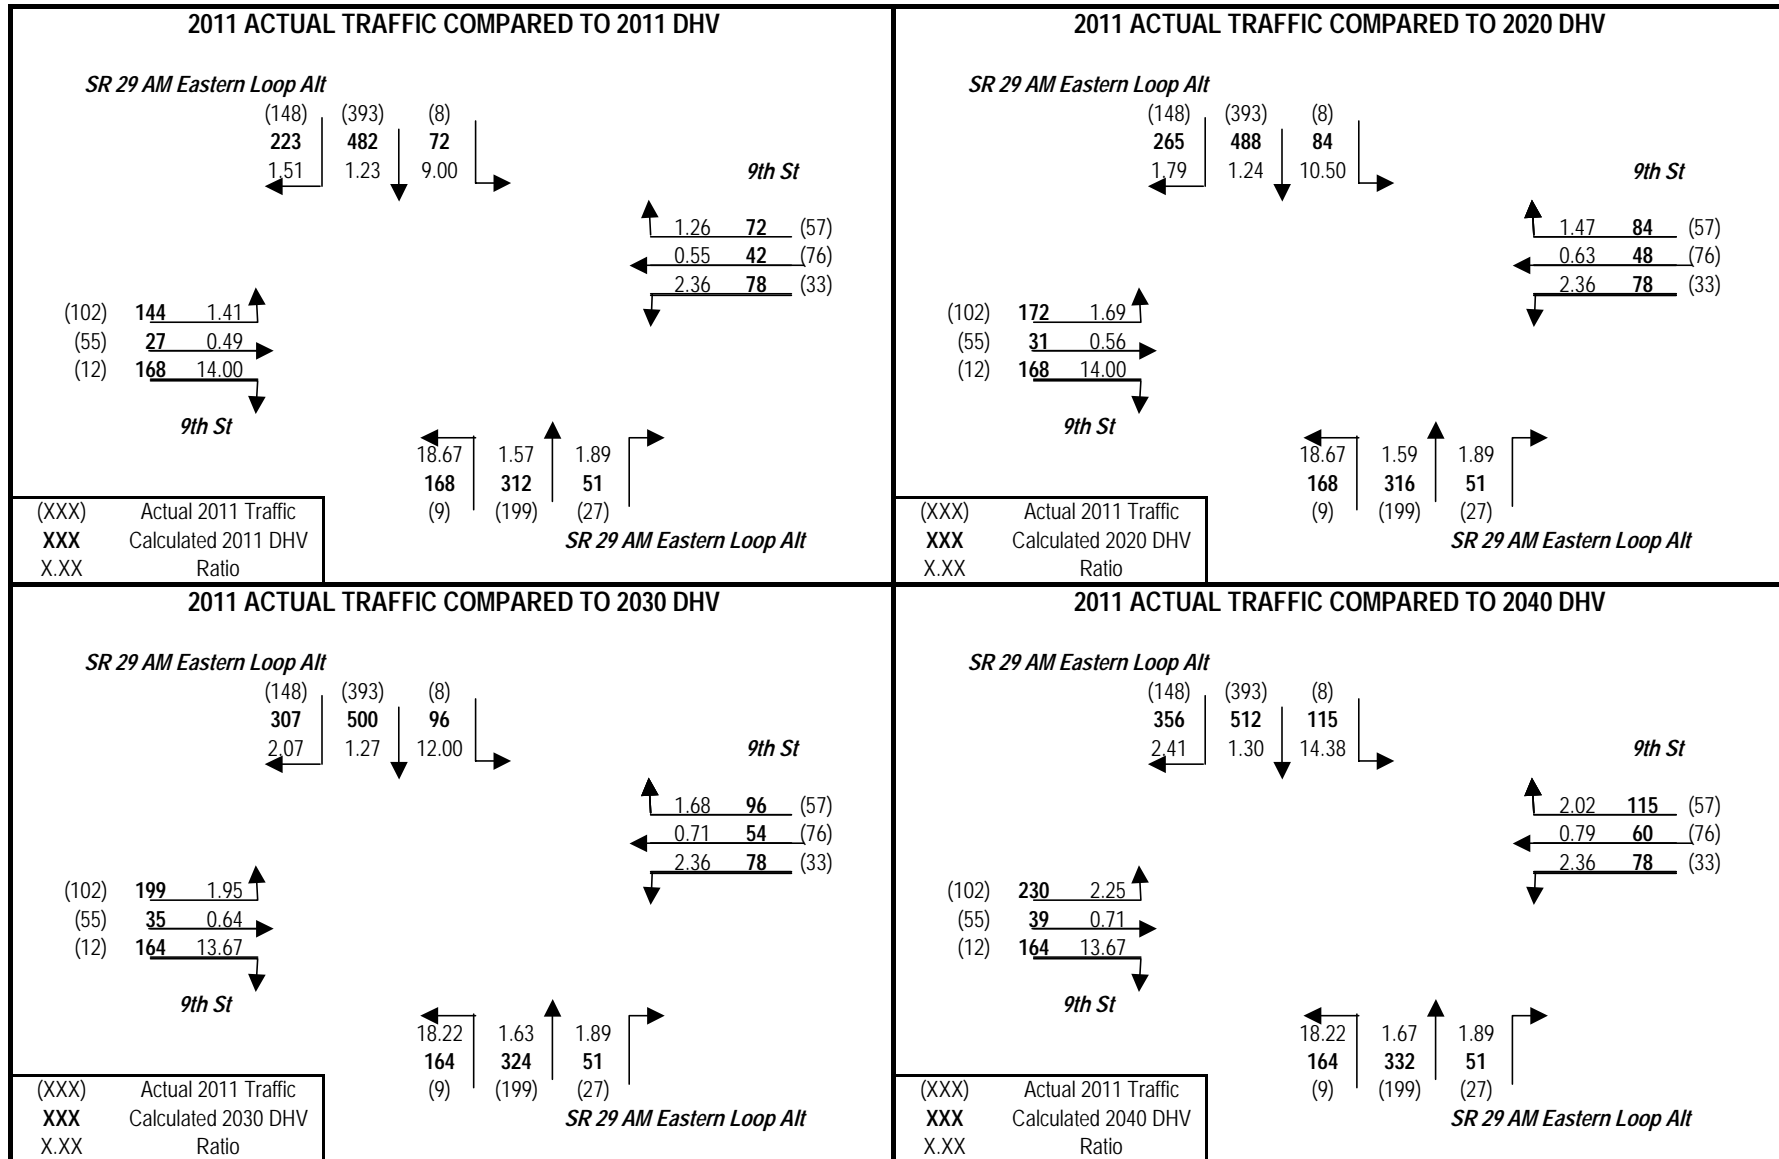 2011 ACTUAL TRAFFIC COMPARED TO 2011 DHV
SR 29 AM Eastern Loop Alt
(148) (393) (8)
223 482 72
1.51 1.23 9.00
9th St
1.26 72 (57)
0.55 42 (76)
2.36 78 (33)
(102) 144 1.41
(55) 27 0.49
(12) 168 14.00
9th St
18.67 1.57 1.89
168 312 51
(9) (199) (27)
SR 29 AM Eastern Loop Alt
(XXX) Actual 2011 Traffic
XXX Calculated 2011 DHV
X.XX Ratio
2011 ACTUAL TRAFFIC COMPARED TO 2020 DHV
SR 29 AM Eastern Loop Alt
(148) (393) (8)
265 488 84
1.79 1.24 10.50
9th St
1.47 84 (57)
0.63 48 (76)
2.36 78 (33)
(102) 172 1.69
(55) 31 0.56
(12) 168 14.00
9th St
18.67 1.59 1.89
168 316 51
(9) (199) (27)
SR 29 AM Eastern Loop Alt
(XXX) Actual 2011 Traffic
XXX Calculated 2020 DHV
X.XX Ratio
2011 ACTUAL TRAFFIC COMPARED TO 2030 DHV
SR 29 AM Eastern Loop Alt
(148) (393) (8)
307 500 96
2.07 1.27 12.00
9th St
1.68 96 (57)
0.71 54 (76)
2.36 78 (33)
(102) 199 1.95
(55) 35 0.64
(12) 164 13.67
9th St
18.22 1.63 1.89
164 324 51
(9) (199) (27)
SR 29 AM Eastern Loop Alt
(XXX) Actual 2011 Traffic
XXX Calculated 2030 DHV
X.XX Ratio
2011 ACTUAL TRAFFIC COMPARED TO 2040 DHV
SR 29 AM Eastern Loop Alt
(148) (393) (8)
356 512 115
2.41 1.30 14.38
9th St
2.02 115 (57)
0.79 60 (76)
2.36 78 (33)
(102) 230 2.25
(55) 39 0.71
(12) 164 13.67
9th St
18.22 1.67 1.89
164 332 51
(9) (199) (27)
SR 29 AM Eastern Loop Alt
(XXX) Actual 2011 Traffic
XXX Calculated 2040 DHV
X.XX Ratio